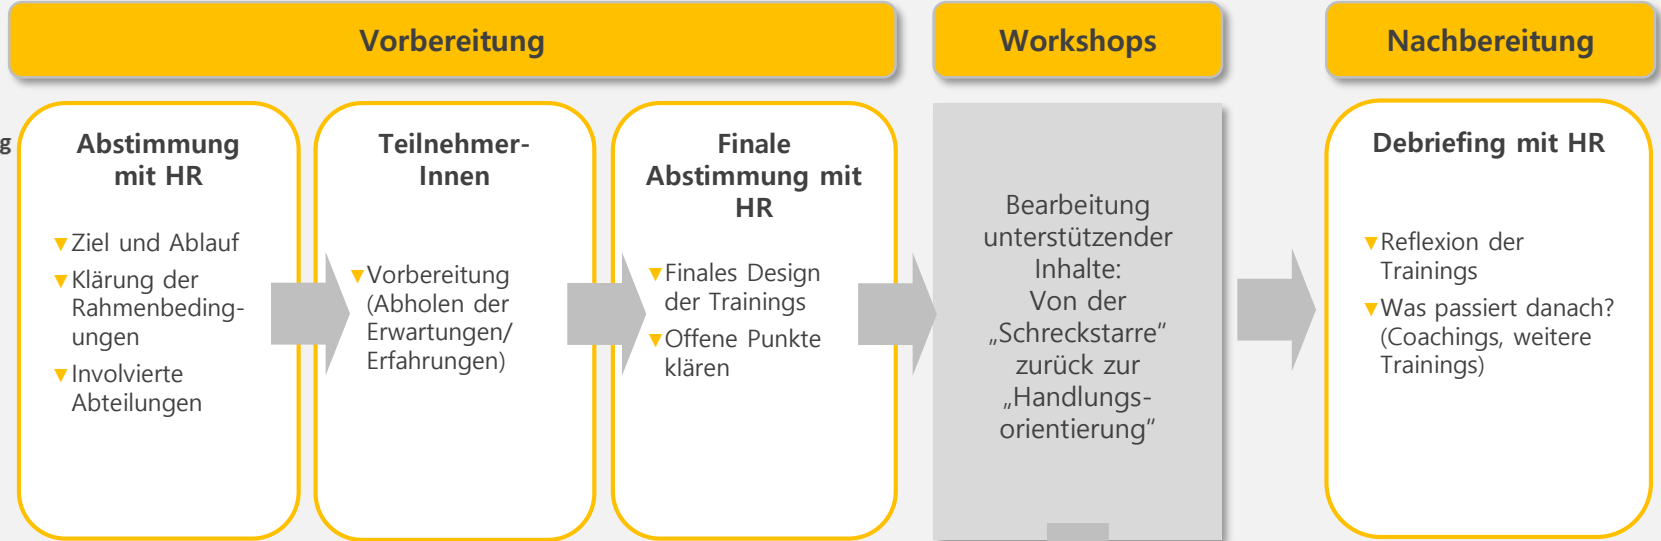 Vorbereitung
Workshops
Nachbereitung
g
Abstimmung
mit HR
▼Ziel und Ablauf
▼Klärung der
Rahmenbeding-
ungen
▼Involvierte
Abteilungen
Teilnehmer-
Innen
▼Vorbereitung
(Abholen der
Erwartungen/
Erfahrungen)
Finale
Abstimmung mit
HR
▼Finales Design
der Trainings
▼Offene Punkte
klären
Bearbeitung
unterstützender
Inhalte:
Von der
„Schreckstarre“
zurück zur
„Handlungs-
orientierung“
Debriefing mit HR
▼Reflexion der
Trainings
▼Was passiert danach?
(Coachings, weitere
Trainings)